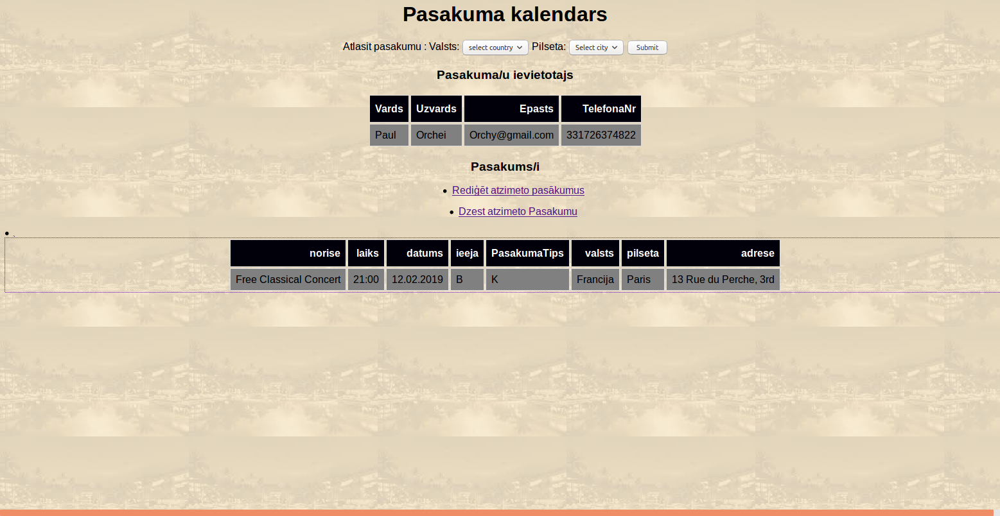 Pasakuma kalendars
Atlasit pasakumu : Valsts: select country Pilseta: Select city Submit
Pasakuma/u ievietotajs
Vards Uzvards Epasts TelefonaNr
Paul Orchei Orchy@gmail.com 331726374822
Pasakums/i
• Rediģēt atzimeto pasākumus
• Dzest atzimeto Pasakumu
• .
norise laiks datums ieeja PasakumaTips valsts pilseta adrese
Free Classical Concert 21:00 12.02.2019 B K Francija Paris 13 Rue du Perche, 3rd